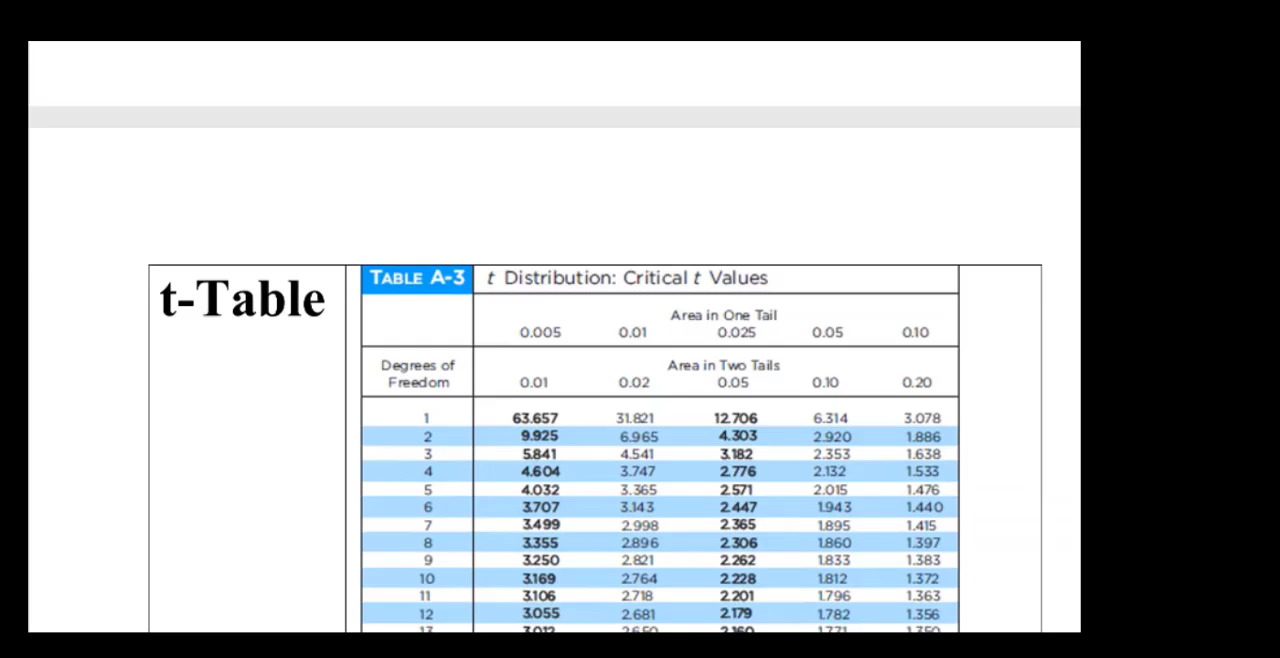 t-Table
TABLE A-3 t Distribution: Critical t Values
Area in One Tail
0.005 0.01 0.025 0.05 0.10
Degrees of Freedom
Area in Two Tails
0.01 0.02 0.05 0.10 0.20
1 63.657 31.821 12.706 6.314 3.078
2 9.925 6.965 4.303 2.920 1.886
3 5.841 4.541 3.182 2.353 1.638
4 4.604 3.747 2.776 2.132 1.533
5 4.032 3.365 2.571 2.015 1.476
6 3.707 3.143 2.447 1.943 1.440
7 3.499 2.998 2.365 1.895 1.415
8 3.355 2.896 2.306 1.860 1.397
9 3.250 2.821 2.262 1.833 1.383
10 3.169 2.764 2.228 1.812 1.372
11 3.106 2.718 2.201 1.796 1.363
12 3.055 2.681 2.179 1.782 1.356